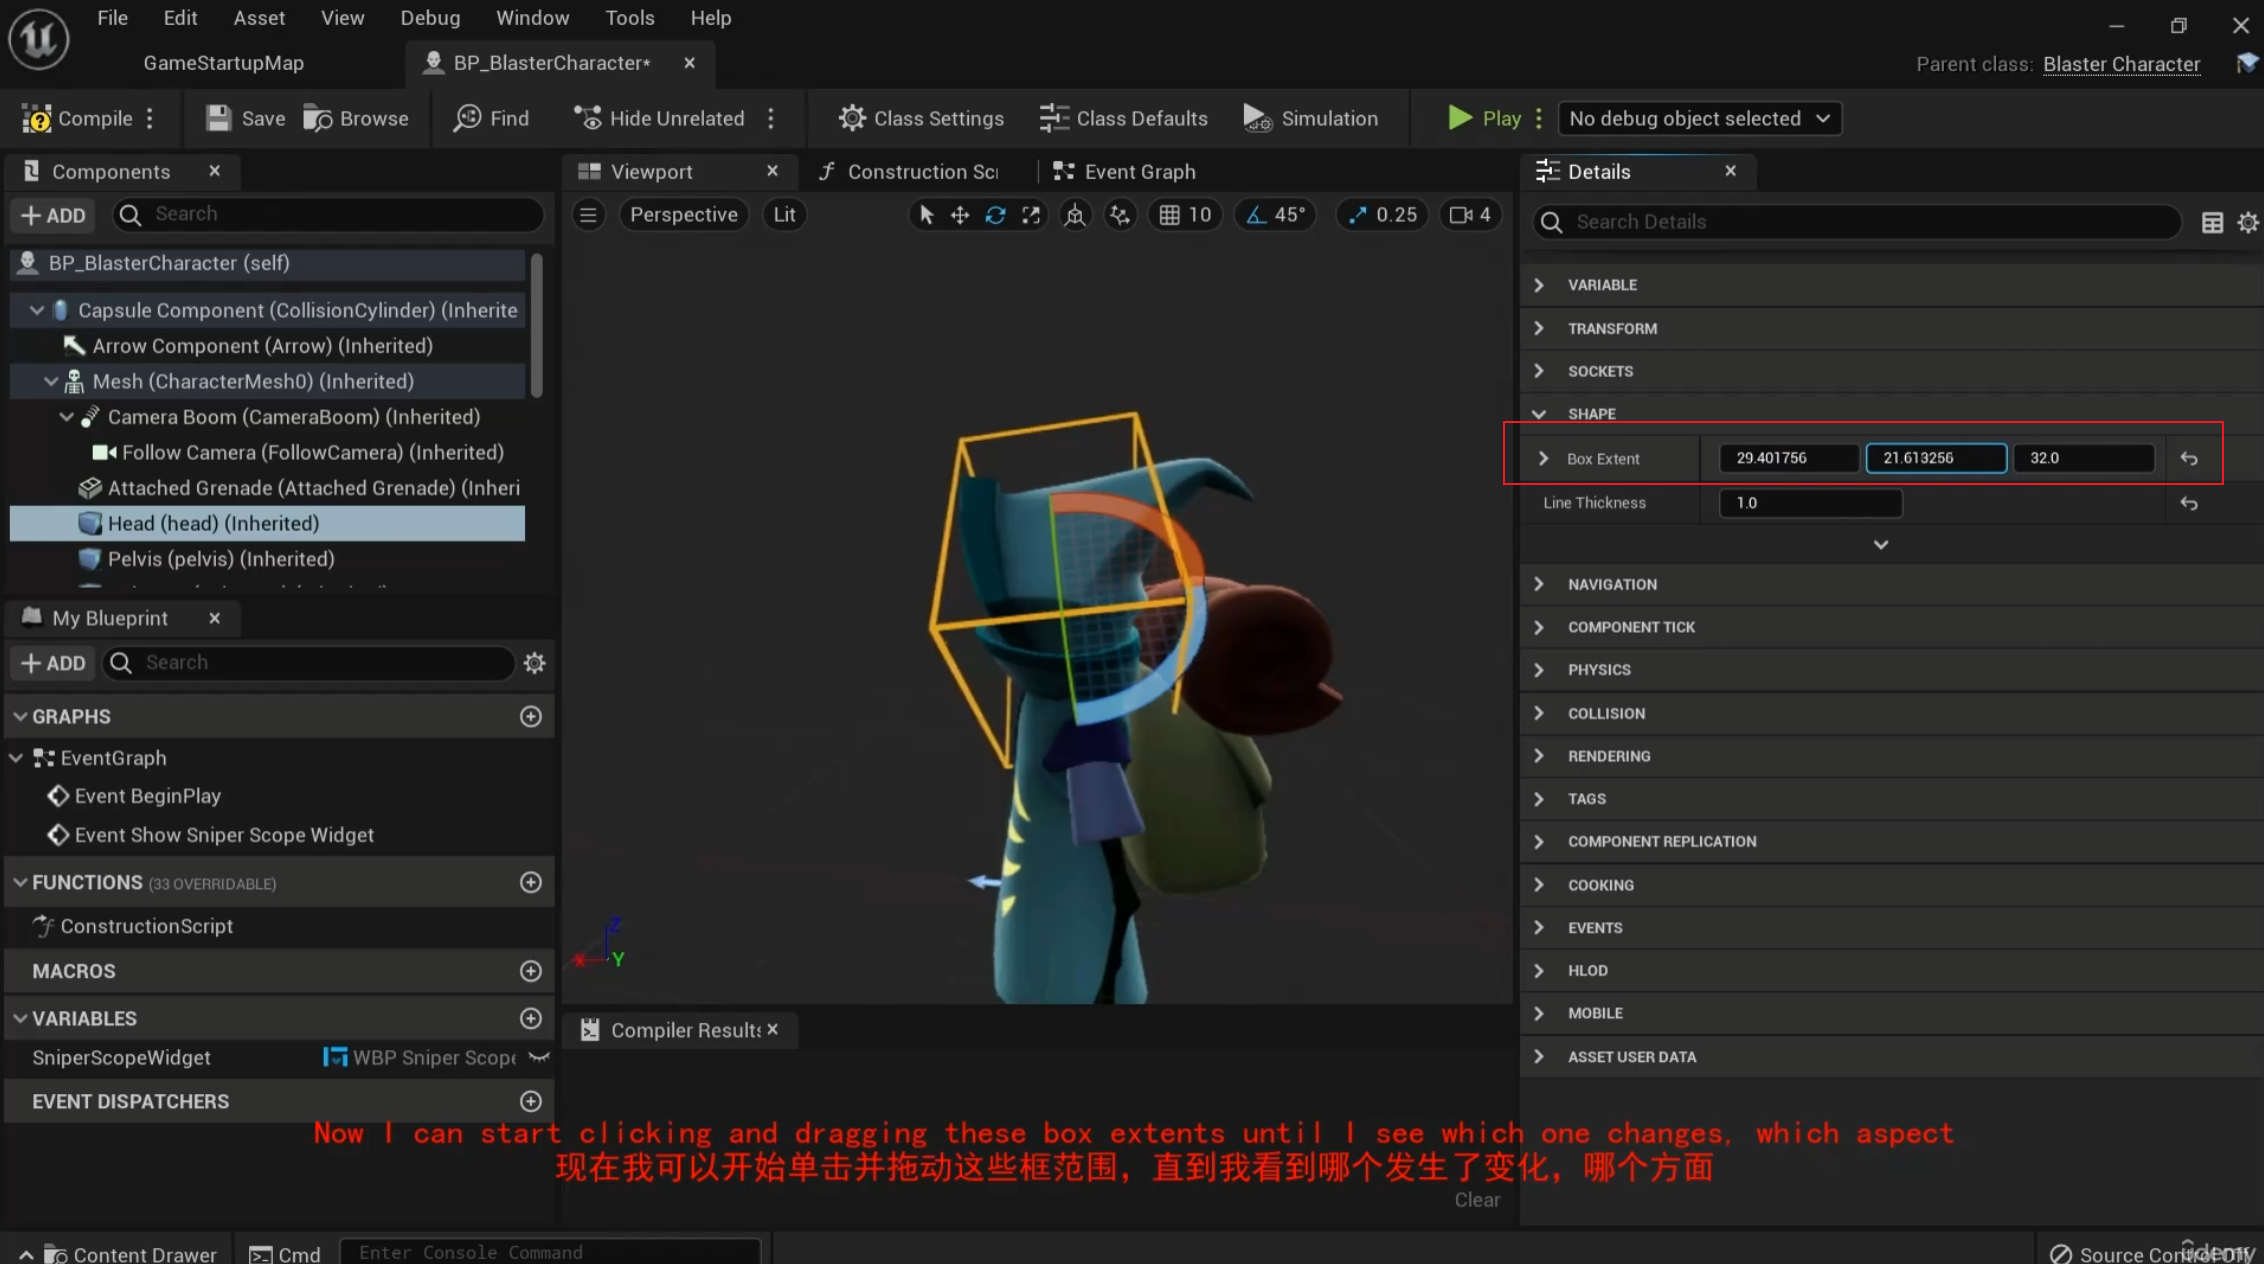 File Edit Asset View Debug Window Tools Help
GameStartupMap
BP_BlasterCharacter*
Parent class: Blaster Character
Compile
Save
Browse
Find
Hide Unrelated
Class Settings
Class Defaults
Simulation
Play
No debug object selected
Components
ADD
Search
BP_BlasterCharacter (self)
Capsule Component (CollisionCylinder) (Inherite
Arrow Component (Arrow) (Inherited)
Mesh (CharacterMesh0) (Inherited)
Camera Boom (CameraBoom) (Inherited)
Follow Camera (FollowCamera) (Inherited)
Attached Grenade (Attached Grenade) (Inheri
Head (head) (Inherited)
Pelvis (pelvis) (Inherited)
My Blueprint
ADD
Search
GRAPHS
EventGraph
Event BeginPlay
Event Show Sniper Scope Widget
FUNCTIONS (33 OVERRIDABLE)
ConstructionScript
MACROS
VARIABLES
SniperScopeWidget WBP Sniper Scope
EVENT DISPATCHERS
Viewport
Construction Scr
Event Graph
Perspective
Lit
10
45°
0.25
4
Z
X
Y
Compiler Results
Details
Search Details
VARIABLE
TRANSFORM
SOCKETS
SHAPE
Box Extent 29.401756 21.613256 32.0
Line Thickness 1.0
NAVIGATION
COMPONENT TICK
PHYSICS
COLLISION
RENDERING
TAGS
COMPONENT REPLICATION
COOKING
EVENTS
HLOD
MOBILE
ASSET USER DATA
Now I can start clicking and dragging these box extents until I see which one changes, which aspect
现在我可以开始单击并拖动这些框范围，直到我看到哪个发生了变化，哪个方面
Clear
Content Drawer
Cmd
Enter Console Command
Source Control Off
ûdemy